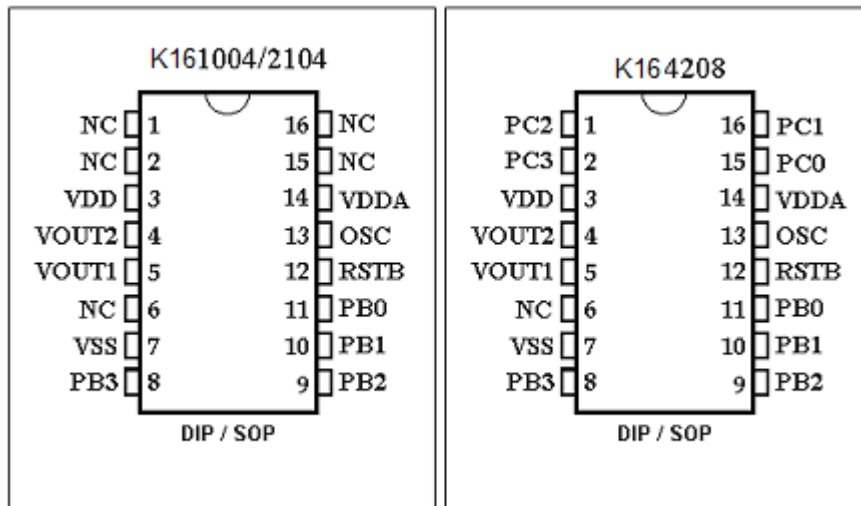 K161004/2104
NC 1 16 NC
NC 2 15 NC
VDD 3 14 VDDA
VOUT2 4 13 OSC
VOUT1 5 12 RSTB
NC 6 11 PB0
VSS 7 10 PB1
PB3 8 9 PB2
DIP / SOP
K164208
PC2 1 16 PC1
PC3 2 15 PC0
VDD 3 14 VDDA
VOUT2 4 13 OSC
VOUT1 5 12 RSTB
NC 6 11 PB0
VSS 7 10 PB1
PB3 8 9 PB2
DIP / SOP